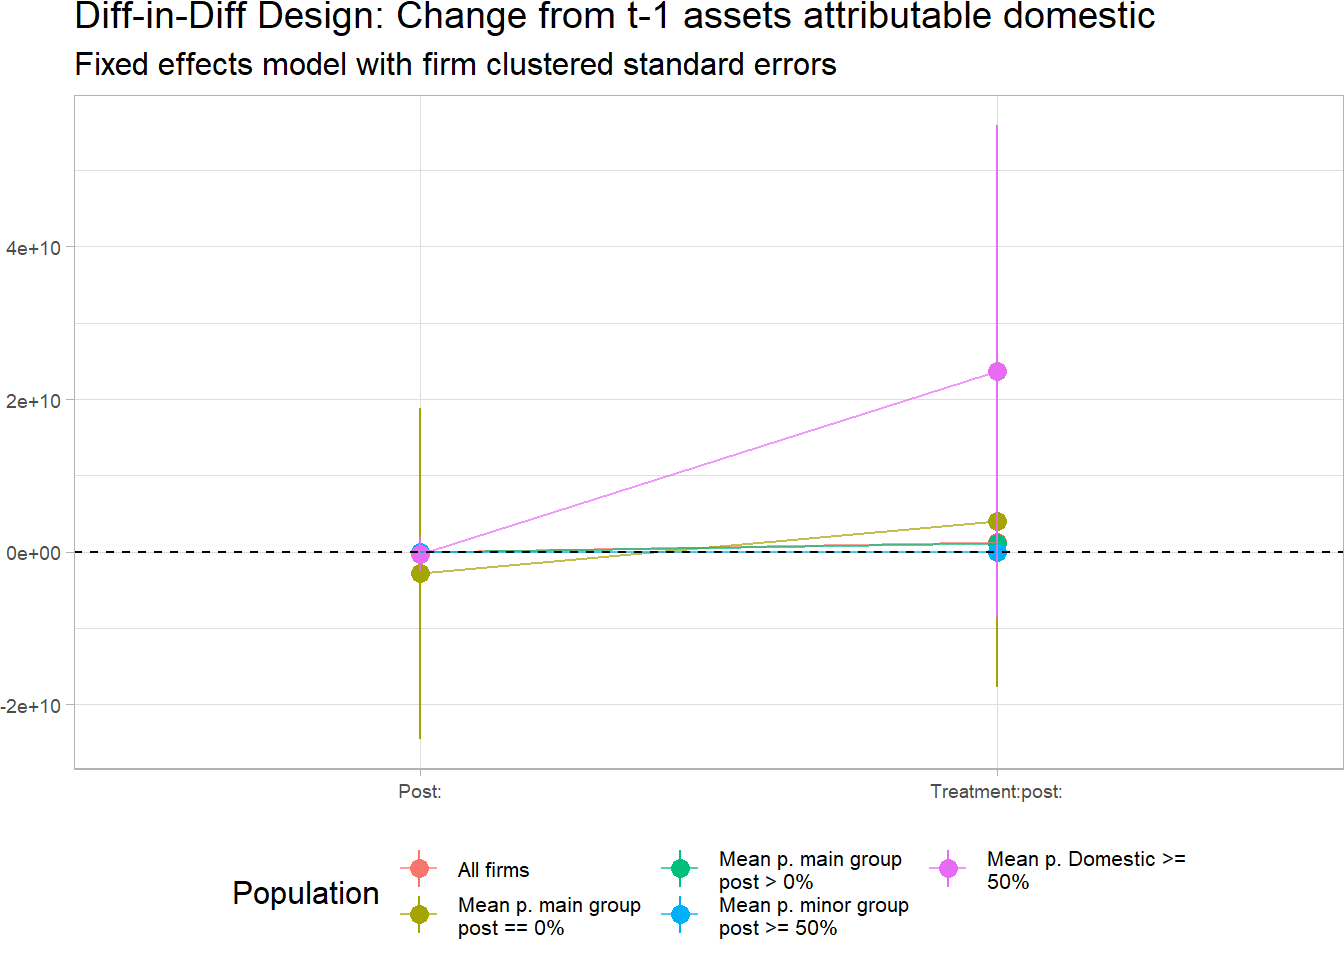 Diff-in-Diff Design: Change from t-1 assets attributable domestic
Fixed effects model with firm clustered standard errors
4e+10
2e+10
0e+00
-2e+10
Post:
Treatment:post:
Population
All firms
Mean p. main group
post == 0%
Mean p. main group
post > 0%
Mean p. minor group
post >= 50%
Mean p. Domestic >=
50%